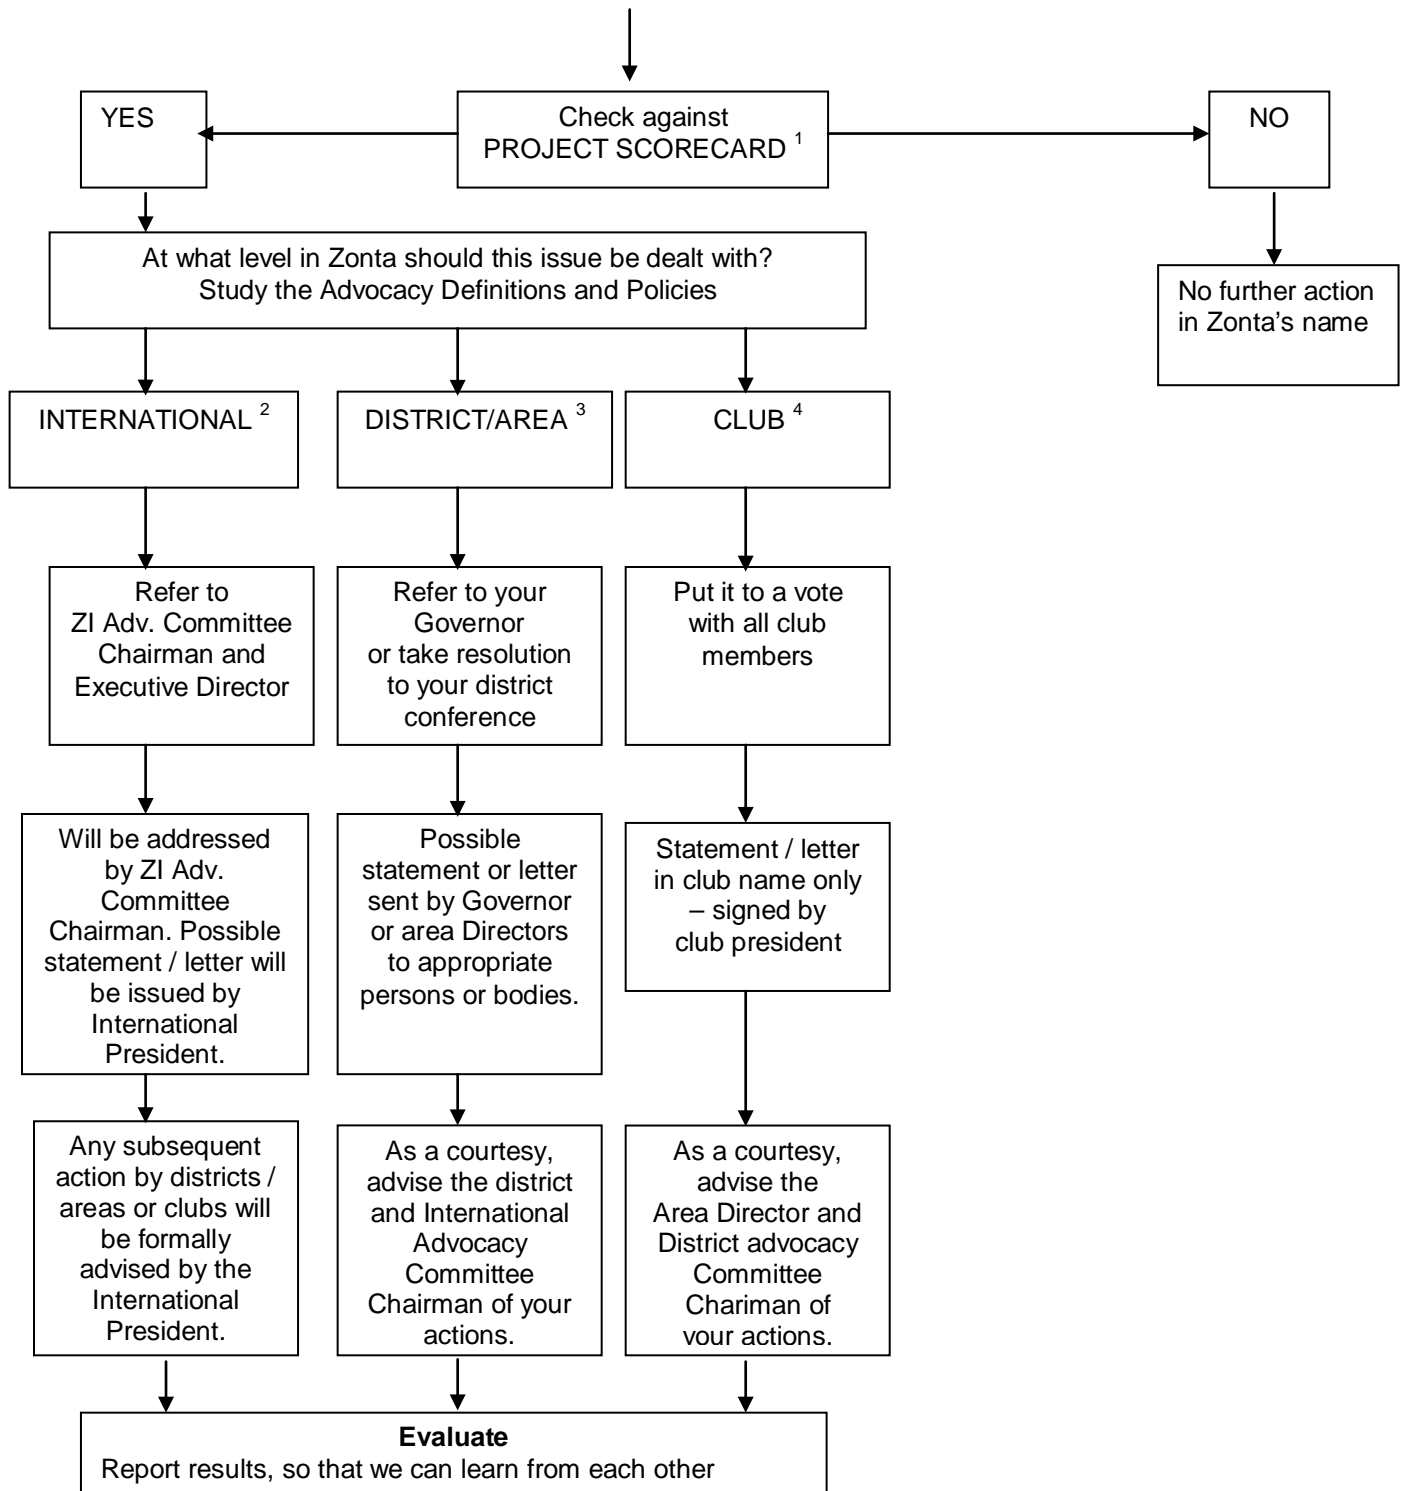 YES
Check against
PROJECT SCORECARD 1
NO
At what level in Zonta should this issue be dealt with?
Study the Advocacy Definitions and Policies
No further action
in Zonta’s name
INTERNATIONAL 2
DISTRICT/AREA 3
CLUB 4
Refer to
ZI Adv. Committee
Chairman and
Executive Director
Refer to your
Governor
or take resolution
to your district
conference
Put it to a vote
with all club
members
Will be addressed
by ZI Adv.
Committee
Chairman. Possible
statement / letter will
be issued by
International
President.
Possible
statement or letter
sent by Governor
or area Directors
to appropriate
persons or bodies.
Statement / letter
in club name only
– signed by
club president
Any subsequent
action by districts /
areas or clubs will
be formally
advised by the
International
President.
As a courtesy,
advise the district
and International
Advocacy
Committee
Chairman of your
actions.
As a courtesy,
advise the
Area Director and
District advocacy
Committee
Chariman of
your actions.
Evaluate
Report results, so that we can learn from each other